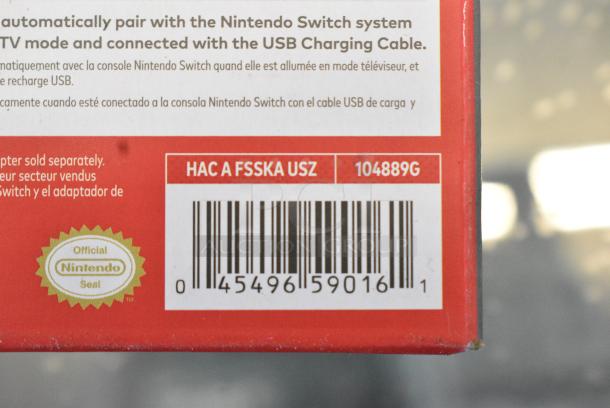 automatically pair with the Nintendo Switch system
TV mode and connected with the USB Charging Cable.
matiquement avec la console Nintendo Switch quand elle est allumée en mode téléviseur, et
e recharge USB.
camente cuando esté conectado a la consola Nintendo Switch con el cable USB de carga y
pter sold separately.
eur secteur vendus
Switch y el adaptador de
HAC A FSSKA USZ 104889G
AUCTION GROUP
0 45496 59016 1
Official
Nintendo
Seal
TM